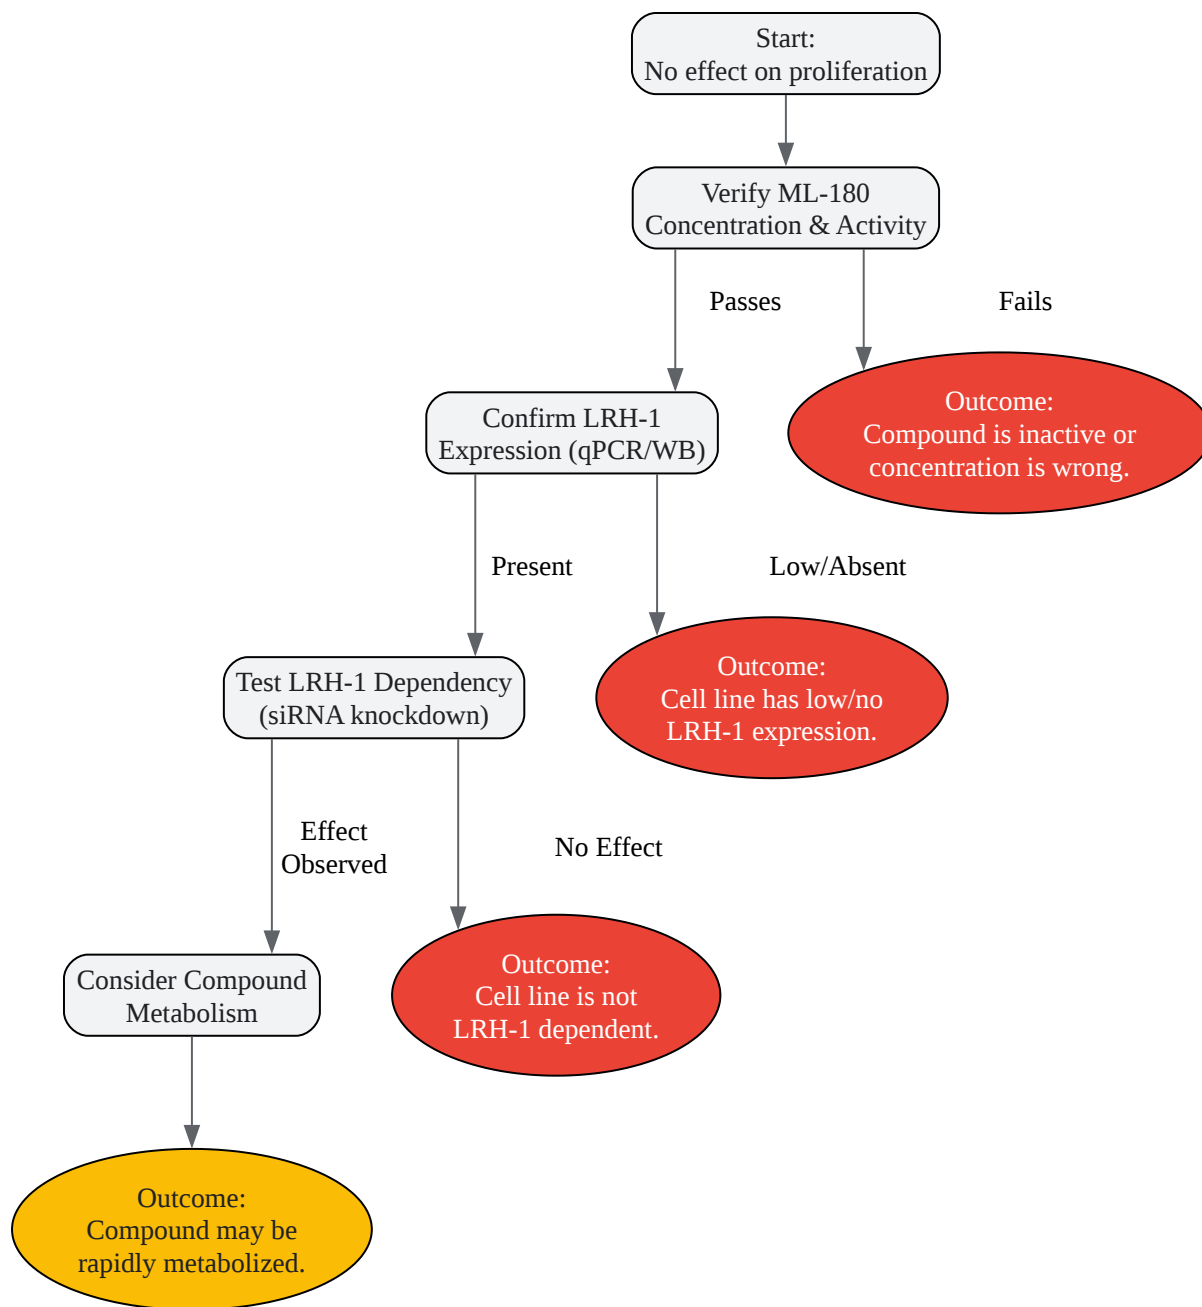 Start:
No effect on proliferation
Verify ML-180
Concentration & Activity
Passes
Fails
Outcome:
Compound is inactive or
concentration is wrong.
Confirm LRH-1
Expression (qPCR/WB)
Present
Low/Absent
Outcome:
Cell line has low/no
LRH-1 expression.
Test LRH-1 Dependency
(siRNA knockdown)
Effect
Observed
No Effect
Outcome:
Cell line is not
LRH-1 dependent.
Consider Compound
Metabolism
Outcome:
Compound may be
rapidly metabolized.